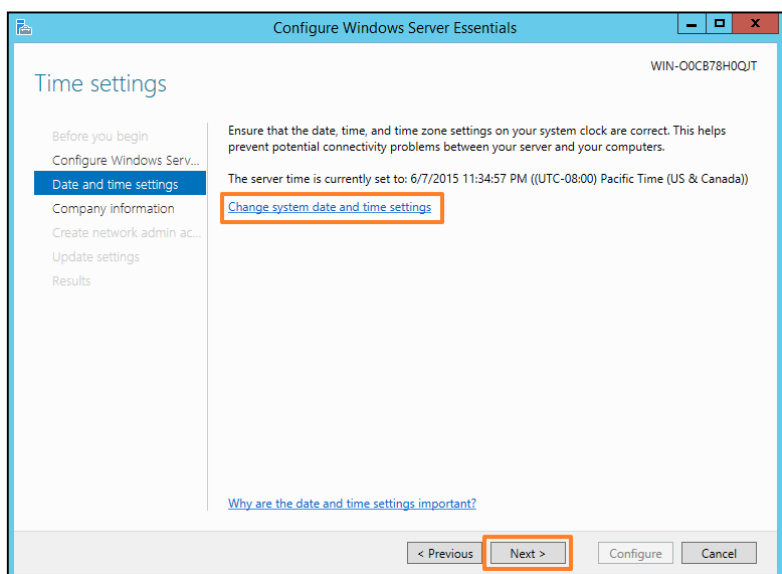 Configure Windows Server Essentials
WIN-O0CB78H0QJT
Time settings
Before you begin
Configure Windows Serv...
Date and time settings
Company information
Create network admin ac...
Update settings
Results
Ensure that the date, time, and time zone settings on your system clock are correct. This helps
prevent potential connectivity problems between your server and your computers.
The server time is currently set to: 6/7/2015 11:34:57 PM ((UTC-08:00) Pacific Time (US & Canada))
Change system date and time settings
Why are the date and time settings important?
< Previous Next > Configure Cancel